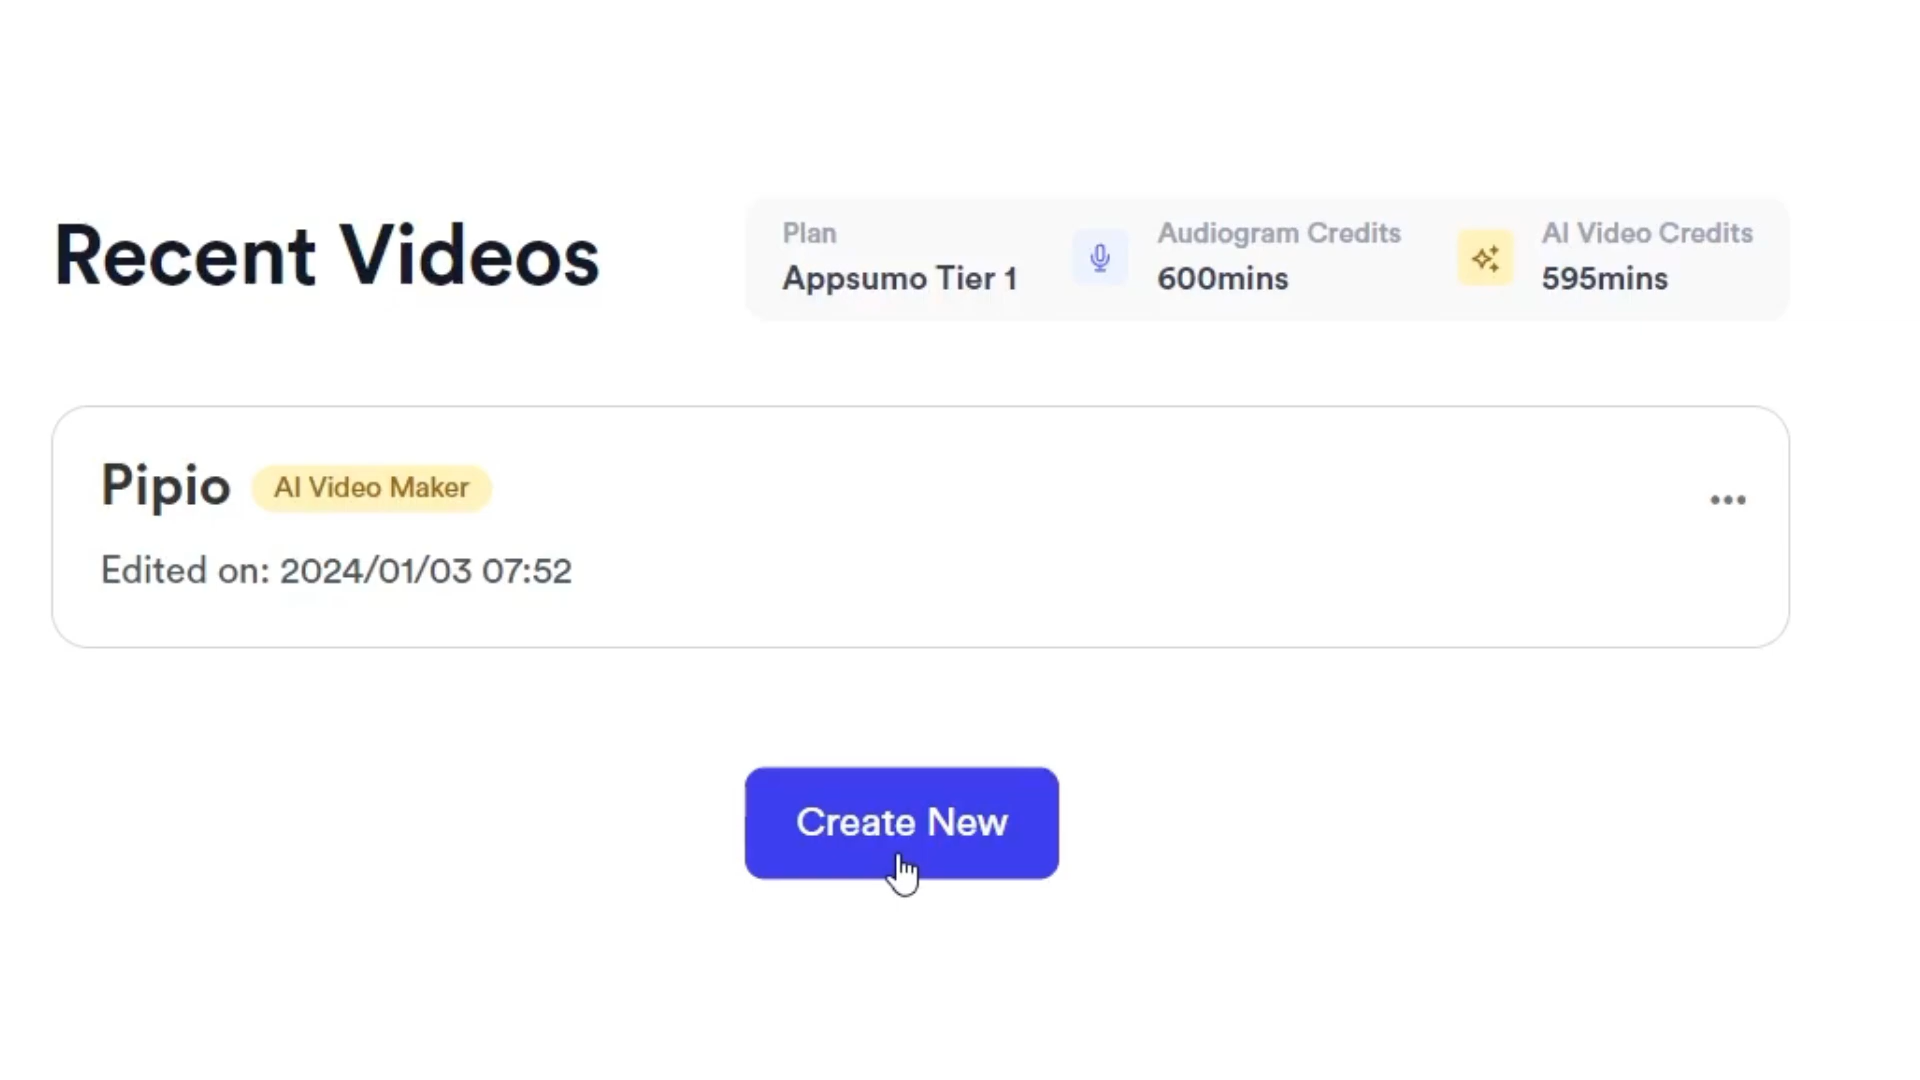 Recent Videos
Plan
Appsumo Tier 1
Audiogram Credits
600mins
AI Video Credits
595mins
Pipio
AI Video Maker
Edited on: 2024/01/03 07:52
Create New